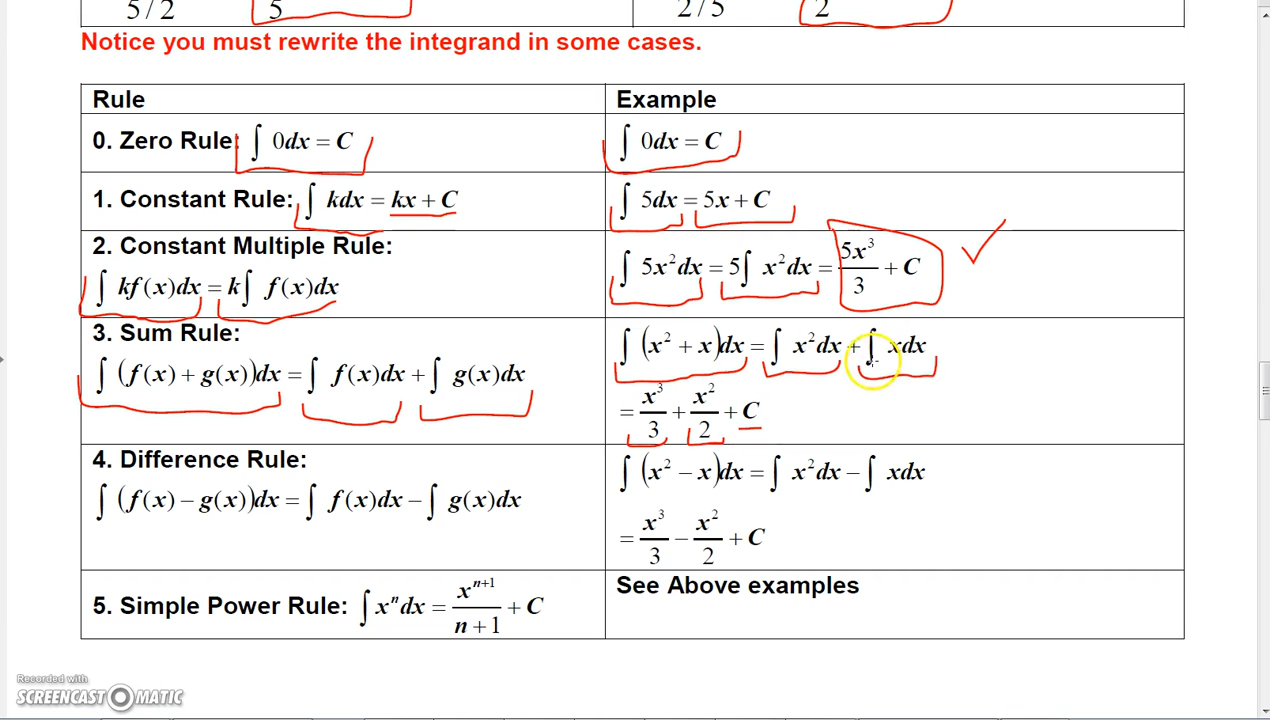 5/2 5 2/5 2
Notice you must rewrite the integrand in some cases.
Rule Example
0. Zero Rule: ∫ 0dx = C ∫ 0dx = C
1. Constant Rule: ∫ kdx = kx + C ∫ 5dx = 5x + C
2. Constant Multiple Rule:
∫ kf(x)dx = k∫ f(x)dx ∫ 5x²dx = 5∫ x²dx = 5x³/3 + C
3. Sum Rule:
∫ (f(x) + g(x))dx = ∫ f(x)dx + ∫ g(x)dx
∫ (x² + x)dx = ∫ x²dx + ∫ xdx
= x³/3 + x²/2 + C
4. Difference Rule:
∫ (f(x) − g(x))dx = ∫ f(x)dx − ∫ g(x)dx
∫ (x² − x)dx = ∫ x²dx − ∫ xdx
= x³/3 − x²/2 + C
5. Simple Power Rule: ∫ xⁿdx = xⁿ⁺¹/n + 1 + C
See Above examples
Recorded with
SCREENCAST MATIC